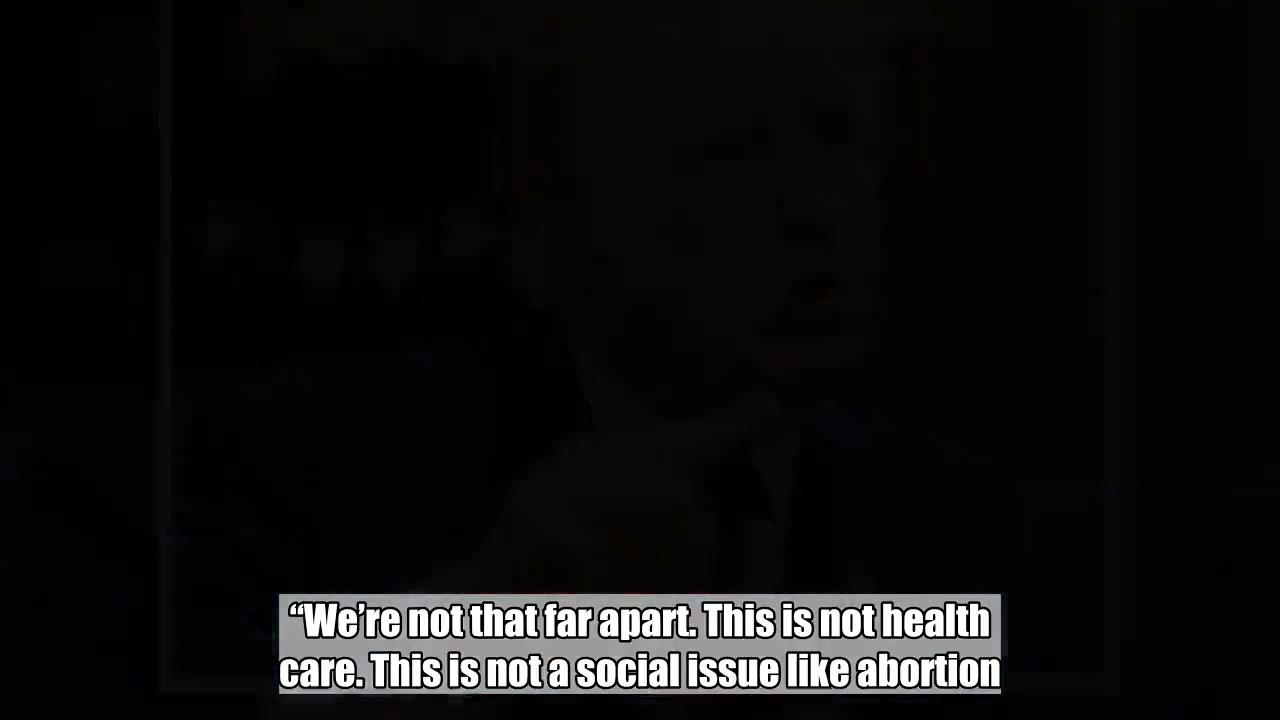 “We’re not that far apart. This is not health
care. This is not a social issue like abortion